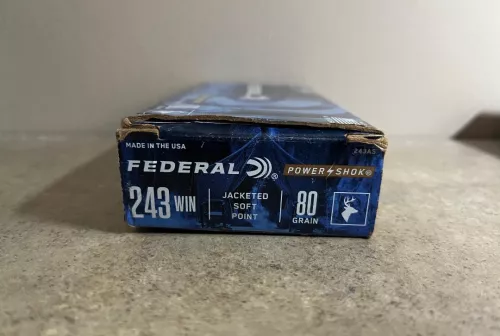 MADE IN THE USA
243AS
FEDERAL®
POWER⚡SHOK®
243 WIN
JACKETED
SOFT
POINT
80
GRAIN